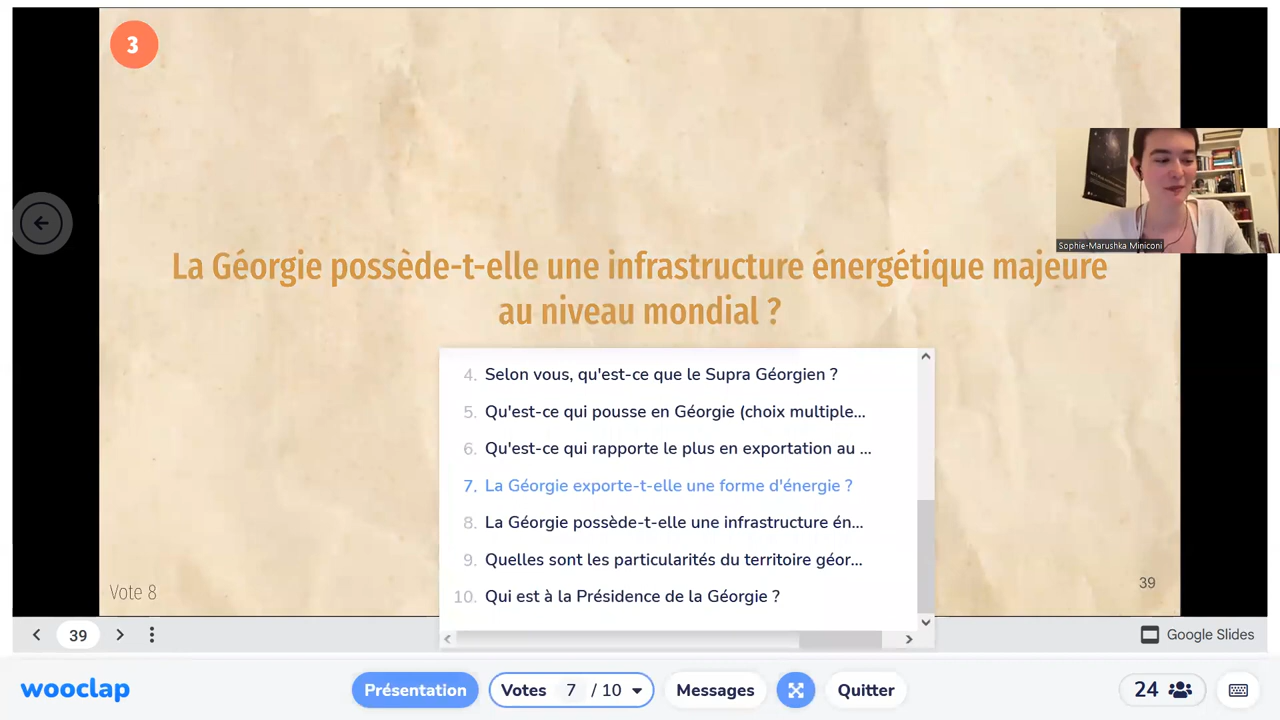 3
La Géorgie possède-t-elle une infrastructure énergétique majeure
au niveau mondial ?
Sophie-Marushka Miniconi
4. Selon vous, qu'est-ce que le Supra Géorgien ?
5. Qu'est-ce qui pousse en Géorgie (choix multiple...
6. Qu'est-ce qui rapporte le plus en exportation au ...
7. La Géorgie exporte-t-elle une forme d'énergie ?
8. La Géorgie possède-t-elle une infrastructure én...
9. Quelles sont les particularités du territoire géor...
10. Qui est à la Présidence de la Géorgie ?
Vote 8
39
39
Google Slides
wooclap
Présentation
Votes 7 / 10
Messages
Quitter
24